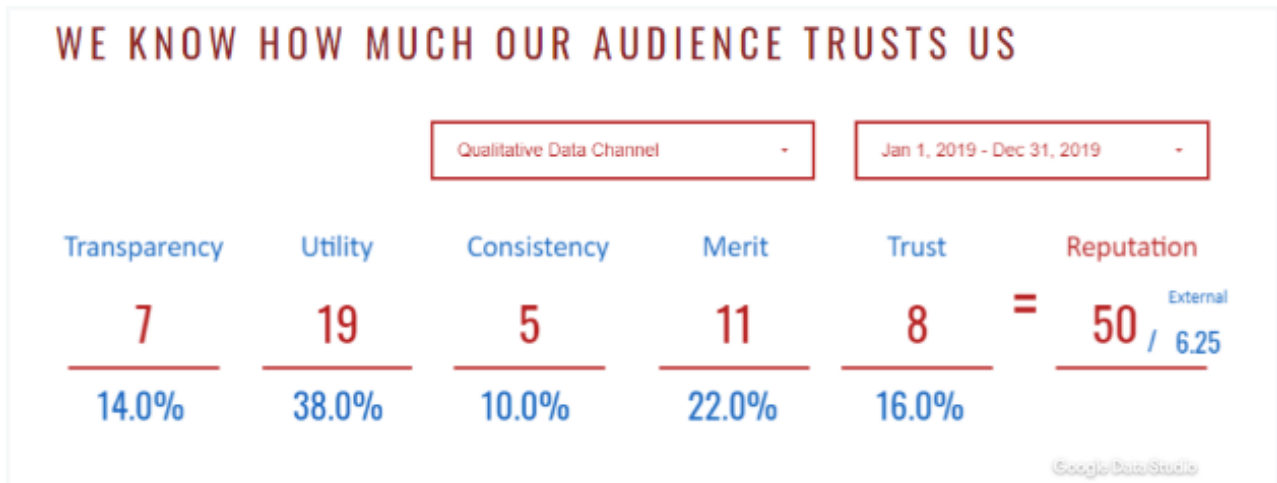 WE KNOW HOW MUCH OUR AUDIENCE TRUSTS US
Qualitative Data Channel
Jan 1, 2019 - Dec 31, 2019
Transparency Utility Consistency Merit Trust Reputation
7 19 5 11 8 = 50 / External 6.25
14.0% 38.0% 10.0% 22.0% 16.0%
Google Data Studio